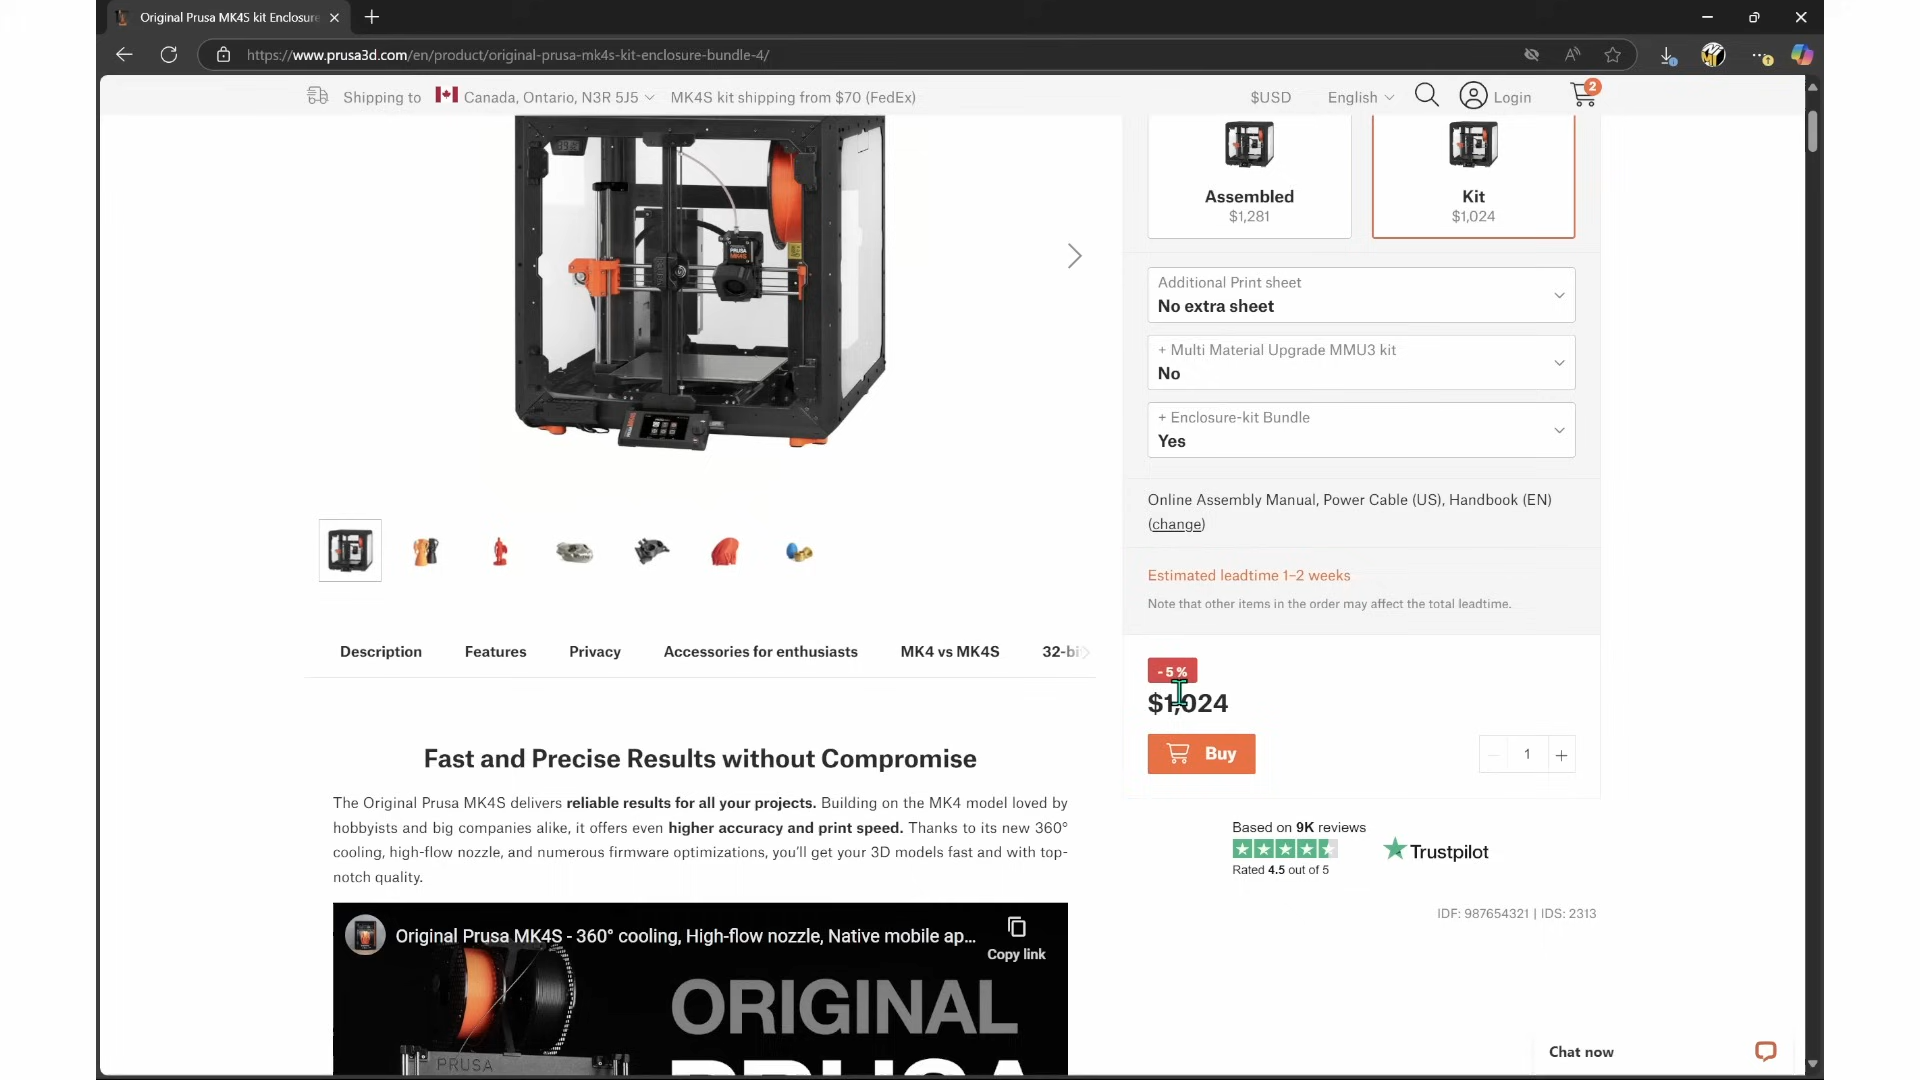 Original Prusa MK4S kit Enclosure
https://www.prusa3d.com/en/product/original-prusa-mk4s-kit-enclosure-bundle-4/
Shipping to Canada, Ontario, N3R 5J5 MK4S kit shipping from $70 (FedEx)
$USD English Login 2
Assembled
$1,281
Kit
$1,024
Additional Print sheet
No extra sheet
+ Multi Material Upgrade MMU3 kit
No
+ Enclosure-kit Bundle
Yes
Online Assembly Manual, Power Cable (US), Handbook (EN)
(change)
Estimated leadtime 1-2 weeks
Note that other items in the order may affect the total leadtime.
Description Features Privacy Accessories for enthusiasts MK4 vs MK4S 32-bi
-5%
$1,024
Buy
1
Fast and Precise Results without Compromise
The Original Prusa MK4S delivers reliable results for all your projects. Building on the MK4 model loved by
hobbyists and big companies alike, it offers even higher accuracy and print speed. Thanks to its new 360°
cooling, high-flow nozzle, and numerous firmware optimizations, you'll get your 3D models fast and with top-
notch quality.
Based on 9K reviews
Trustpilot
Rated 4.5 out of 5
IDF: 987654321 | IDS: 2313
Original Prusa MK4S - 360° cooling, High-flow nozzle, Native mobile ap...
Copy link
ORIGINAL
PRUSA
PRUSA
Chat now